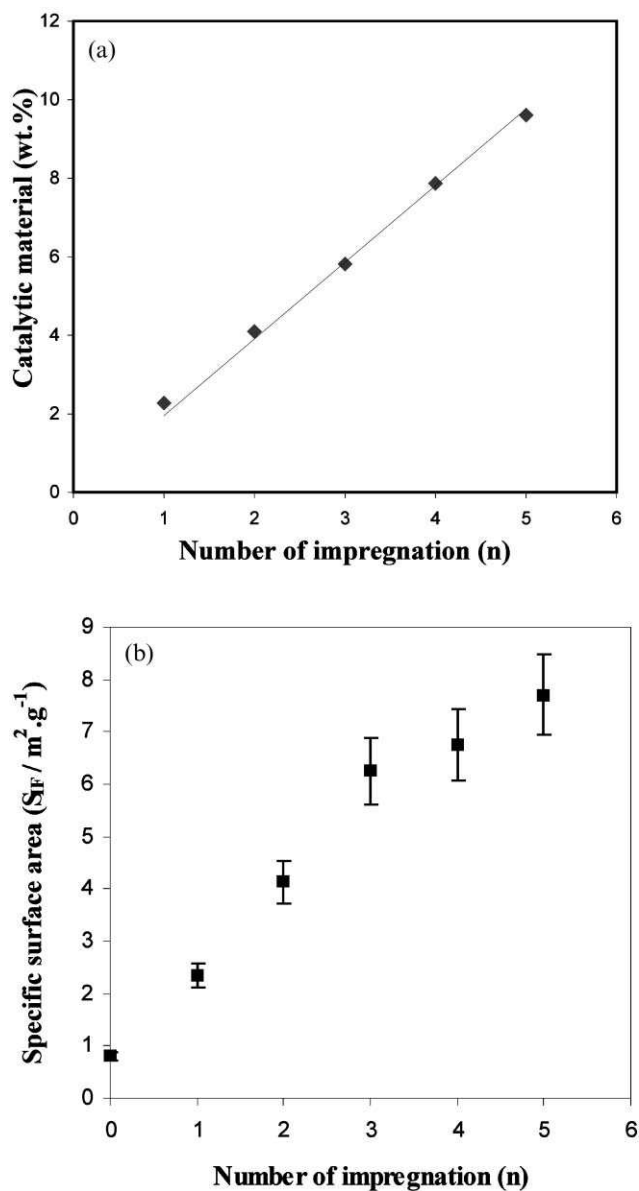 (a)
Catalytic material (wt.%)
12
10
8
6
4
2
0
0 1 2 3 4 5 6
Number of impregnation (n)
(b)
Specific surface area (SIF / m².g⁻¹)
9
8
7
6
5
4
3
2
1
0
0 1 2 3 4 5 6
Number of impregnation (n)